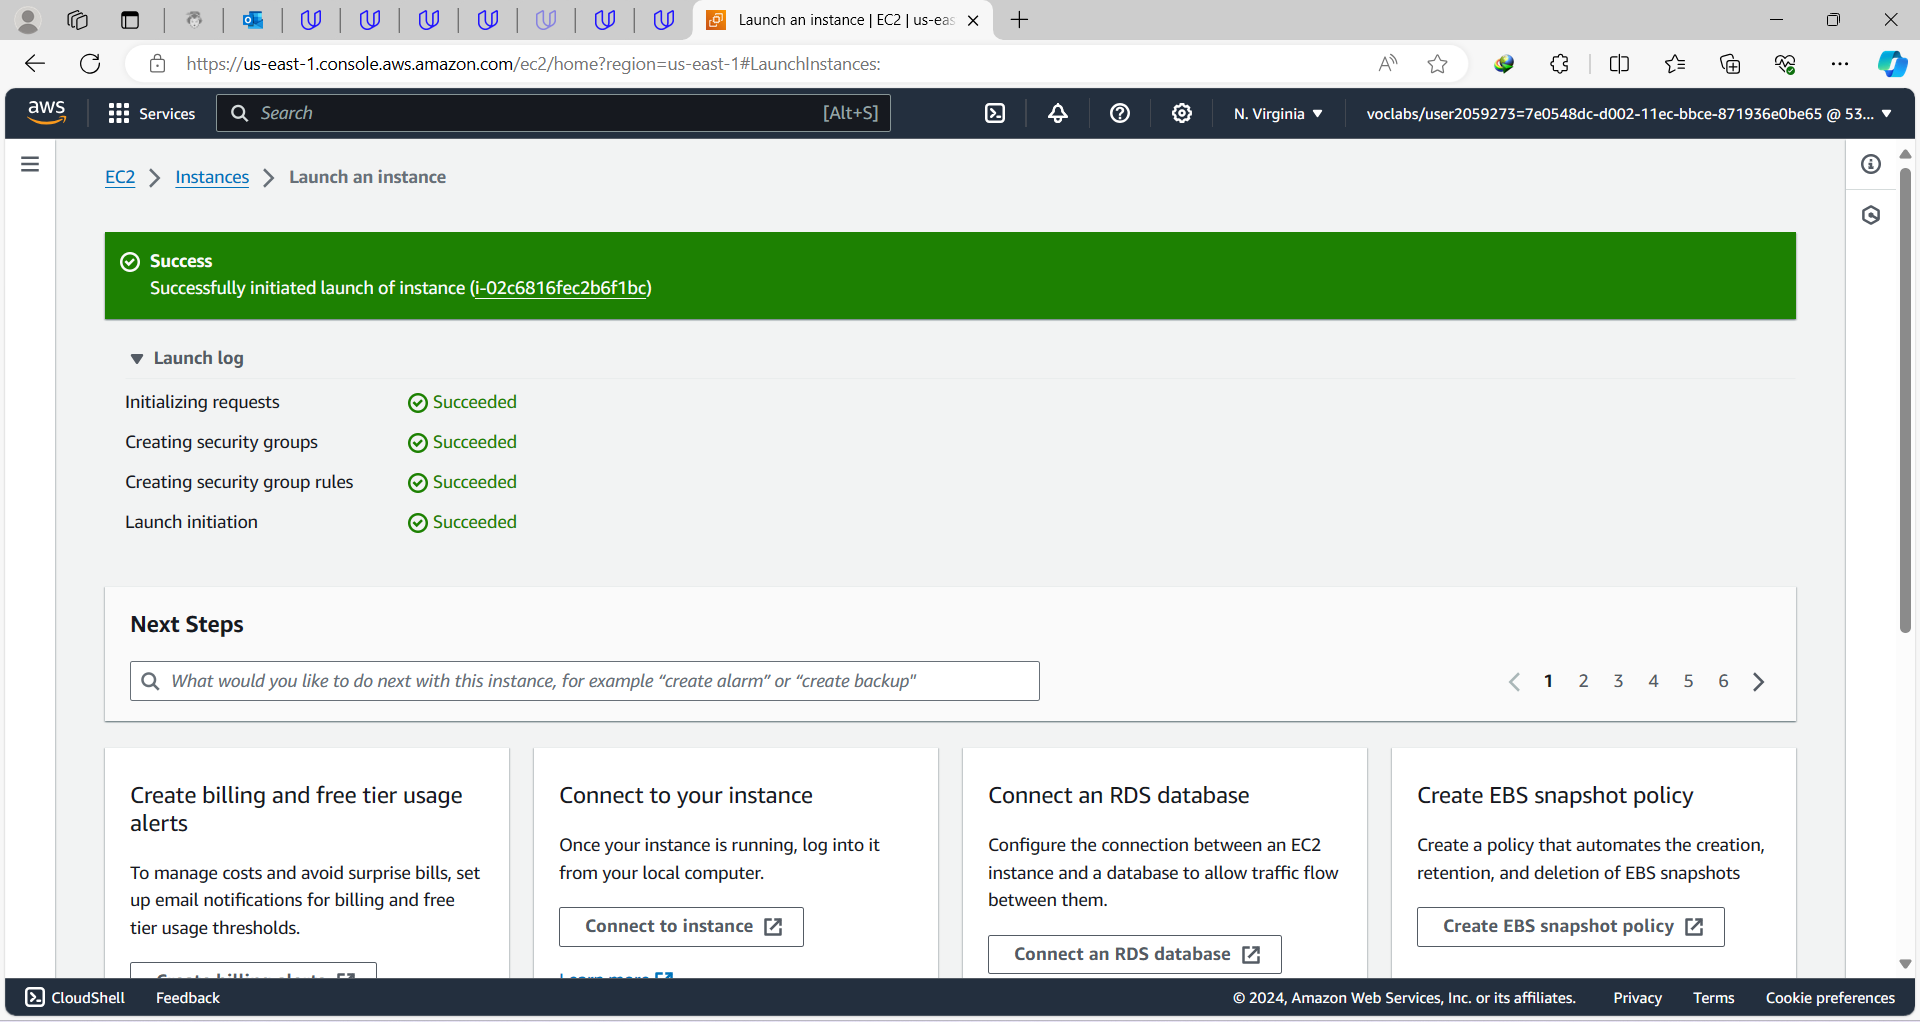 Launch an instance | EC2 | us-eas
https://us-east-1.console.aws.amazon.com/ec2/home?region=us-east-1#LaunchInstances:
aws
Services
Search
[Alt+S]
N. Virginia
voclabs/user2059273=7e0548dc-d002-11ec-bbce-871936e0be65 @ 53...
EC2
Instances
Launch an instance
Success
Successfully initiated launch of instance (i-02c6816fec2b6f1bc)
Launch log
Initializing requests
Succeeded
Creating security groups
Succeeded
Creating security group rules
Succeeded
Launch initiation
Succeeded
Next Steps
What would you like to do next with this instance, for example “create alarm” or “create backup"
1 2 3 4 5 6
Create billing and free tier usage
alerts
To manage costs and avoid surprise bills, set
up email notifications for billing and free
tier usage thresholds.
Create billing alerts
Connect to your instance
Once your instance is running, log into it
from your local computer.
Connect to instance
Learn more
Connect an RDS database
Configure the connection between an EC2
instance and a database to allow traffic flow
between them.
Connect an RDS database
Create EBS snapshot policy
Create a policy that automates the creation,
retention, and deletion of EBS snapshots
Create EBS snapshot policy
CloudShell
Feedback
© 2024, Amazon Web Services, Inc. or its affiliates.
Privacy
Terms
Cookie preferences